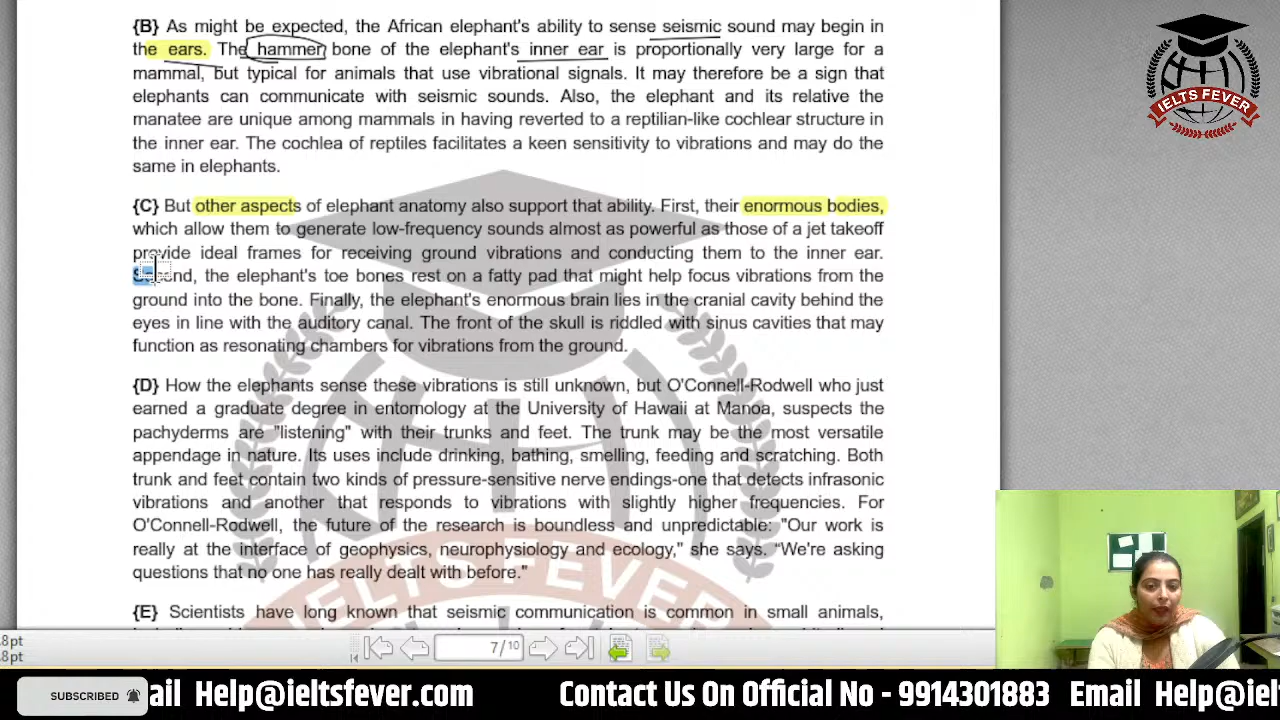 {B} As might be expected, the African elephant's ability to sense seismic sound may begin in
the ears. The hammer bone of the elephant's inner ear is proportionally very large for a
mammal, but typical for animals that use vibrational signals. It may therefore be a sign that
elephants can communicate with seismic sounds. Also, the elephant and its relative the
manatee are unique among mammals in having reverted to a reptilian-like cochlear structure in
the inner ear. The cochlea of reptiles facilitates a keen sensitivity to vibrations and may do the
same in elephants.
{C} But other aspects of elephant anatomy also support that ability. First, their enormous bodies,
which allow them to generate low-frequency sounds almost as powerful as those of a jet takeoff
provide ideal frames for receiving ground vibrations and conducting them to the inner ear.
Second, the elephant's toe bones rest on a fatty pad that might help focus vibrations from the
ground into the bone. Finally, the elephant's enormous brain lies in the cranial cavity behind the
eyes in line with the auditory canal. The front of the skull is riddled with sinus cavities that may
function as resonating chambers for vibrations from the ground.
{D} How the elephants sense these vibrations is still unknown, but O'Connell-Rodwell who just
earned a graduate degree in entomology at the University of Hawaii at Manoa, suspects the
pachyderms are "listening" with their trunks and feet. The trunk may be the most versatile
appendage in nature. Its uses include drinking, bathing, smelling, feeding and scratching. Both
trunk and feet contain two kinds of pressure-sensitive nerve endings-one that detects infrasonic
vibrations and another that responds to vibrations with slightly higher frequencies. For
O'Connell-Rodwell, the future of the research is boundless and unpredictable: "Our work is
really at the interface of geophysics, neurophysiology and ecology," she says. "We're asking
questions that no one has really dealt with before."
{E} Scientists have long known that seismic communication is common in small animals,
IELTS FEVER
IELTS FEVER
.8pt
.8pt
7/10
SUBSCRIBED
ail Help@ieltsfever.com Contact Us On Official No - 9914301883 Email Help@iel